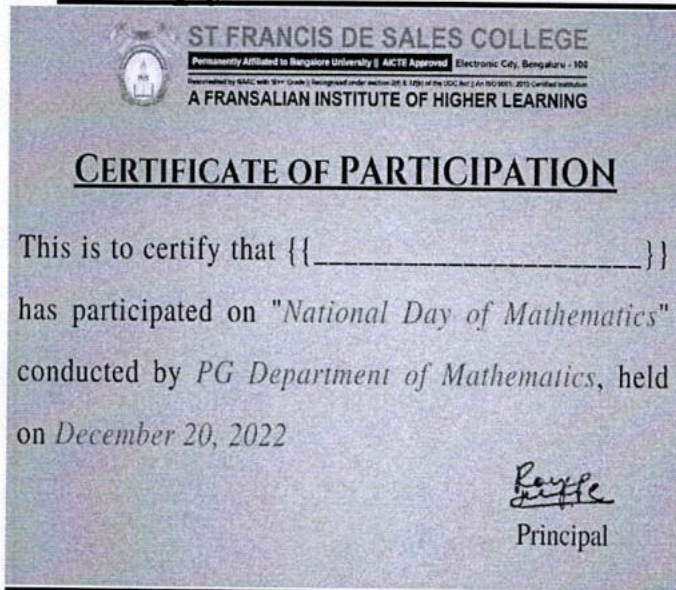 ST FRANCIS DE SALES COLLEGE
Permanently Affiliated to Bangalore University || AICTE Approved Electronic City, Bengaluru - 100
A FRANSALIAN INSTITUTE OF HIGHER LEARNING
CERTIFICATE OF PARTICIPATION
This is to certify that {{______________________}}
has participated on "National Day of Mathematics"
conducted by PG Department of Mathematics, held
on December 20, 2022
Principal